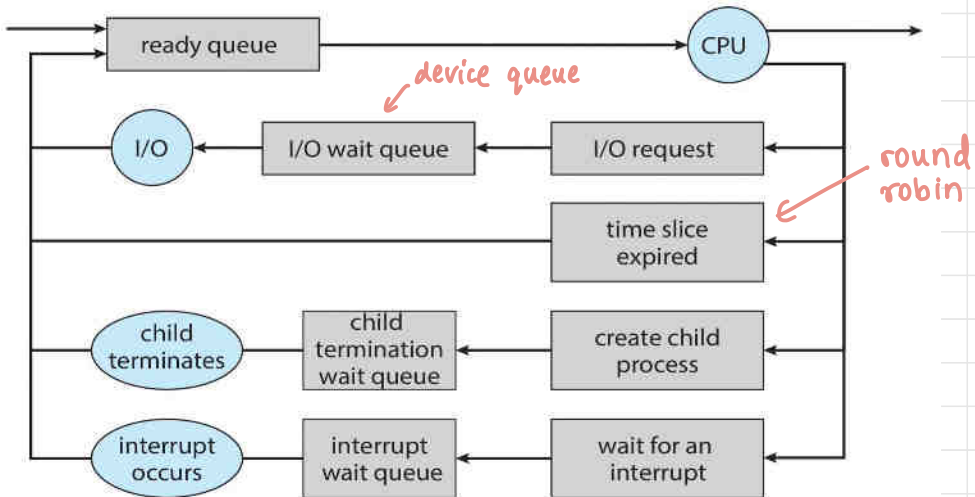 ready queue
CPU
device queue
I/O
I/O wait queue
I/O request
round
robin
time slice
expired
child
terminates
child
termination
wait queue
create child
process
interrupt
occurs
interrupt
wait queue
wait for an
interrupt